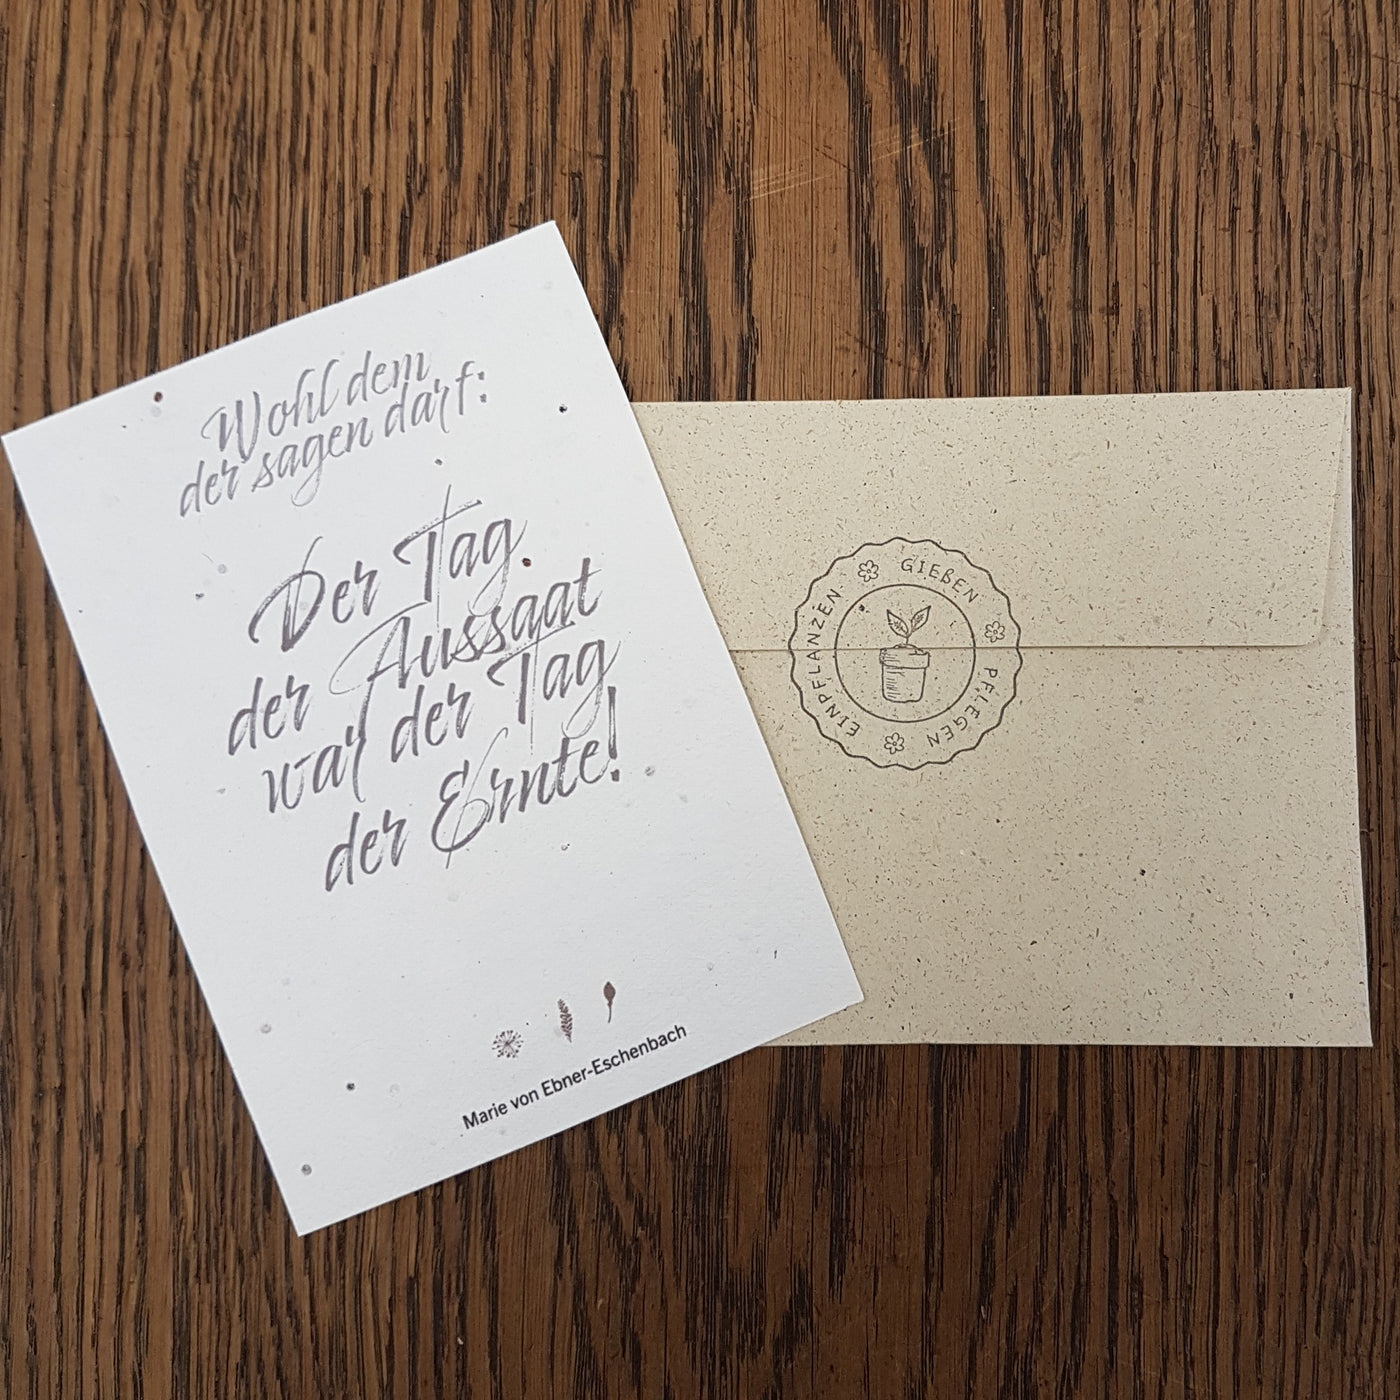 Wohl dem
der sagen darf:
Der Tag
der Aussaat
war der Tag
der Ernte!
Marie von Ebner-Eschenbach
EINPFLANZEN GIEßEN PFLEGEN